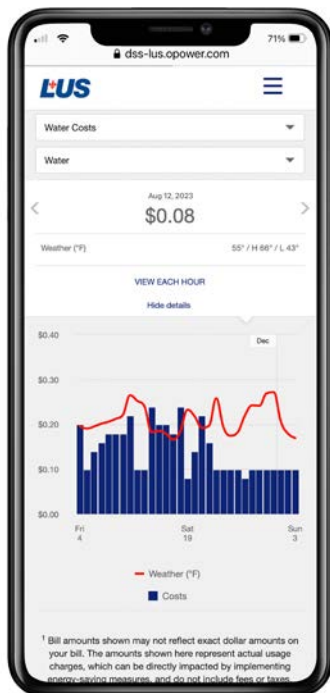 71%
dss-lus.opower.com
LUS
Water Costs
Water
Aug 12, 2023
$0.08
Weather (°F) 55° / H 66° / L 43°
VIEW EACH HOUR
Hide details
$0.40
Dec
$0.30
$0.20
$0.10
$0.00
Fri Sat Sun
4 19 3
Weather (°F)
Costs
1 Bill amounts shown may not reflect exact dollar amounts on
your bill. The amounts shown here represent actual usage
charges, which can be directly impacted by implementing
energy-saving measures, and do not include fees or taxes.